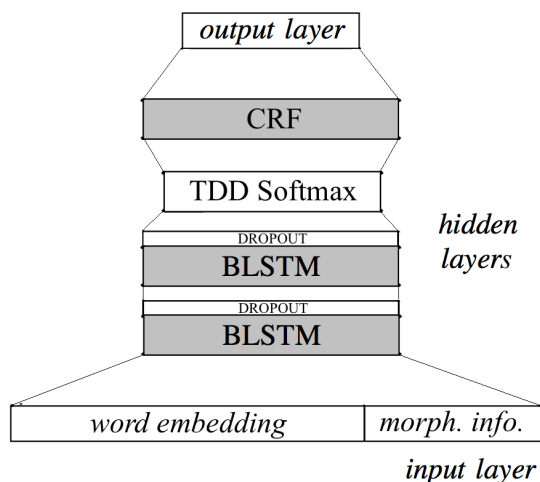 output layer
CRF
TDD Softmax
DROPOUT
BLSTM
hidden
layers
DROPOUT
BLSTM
word embedding morph. info.
input layer